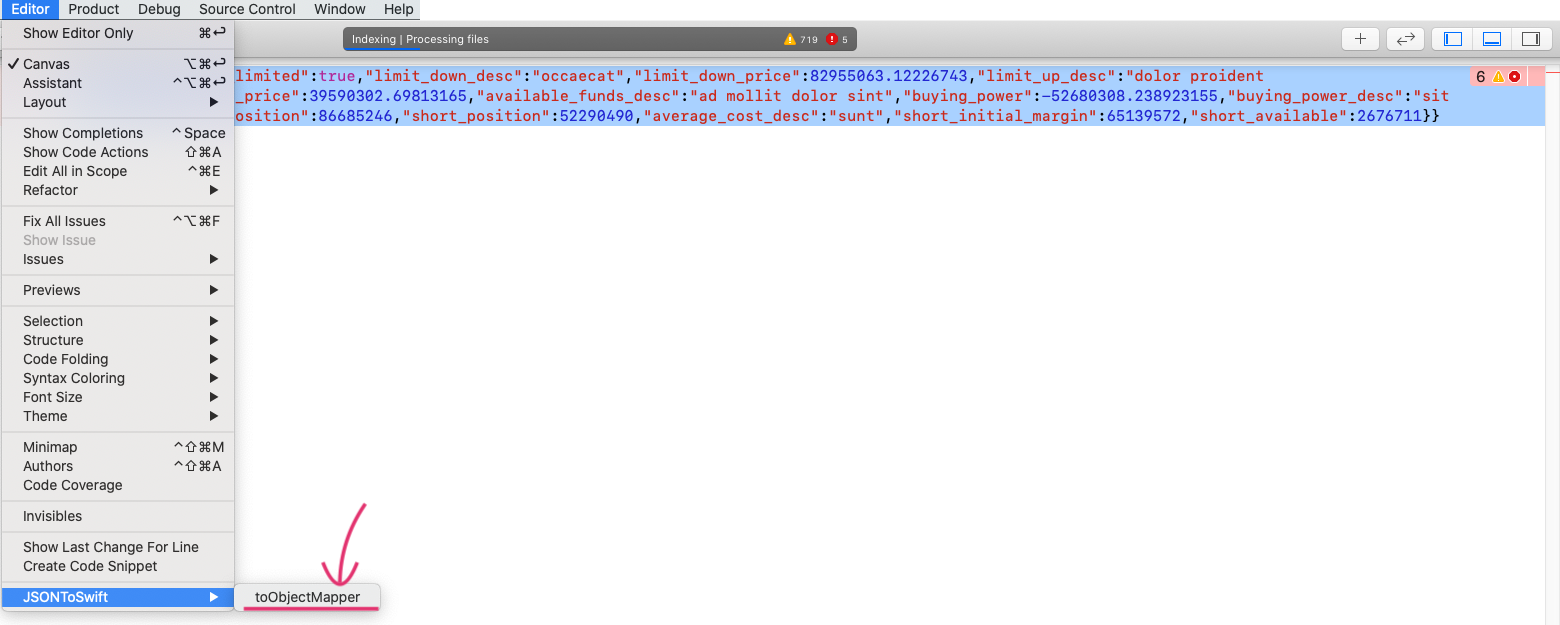 Editor Product Debug Source Control Window Help
Indexing | Processing files 719 5
Show Editor Only ⌘↩
✓ Canvas ⌥⌘↩
Assistant ^⌥⌘↩
Layout ▶
Show Completions ^ Space
Show Code Actions ⇧⌘A
Edit All in Scope ^⌘E
Refactor ▶
Fix All Issues ^⌥⌘F
Show Issue
Issues ▶
Previews ▶
Selection ▶
Structure ▶
Code Folding ▶
Syntax Coloring ▶
Font Size ▶
Theme ▶
Minimap ^⇧⌘M
Authors ^⇧⌘A
Code Coverage
Invisibles
Show Last Change For Line
Create Code Snippet
JSONToSwift ▶
toObjectMapper
limited":true,"limit_down_desc":"occaecat","limit_down_price":82955063.12226743,"limit_up_desc":"dolor proident
_price":39590302.69813165,"available_funds_desc":"ad mollit dolor sint","buying_power":-52680308.238923155,"buying_power_desc":"sit
osition":86685246,"short_position":52290490,"average_cost_desc":"sunt","short_initial_margin":65139572,"short_available":2676711}}
6